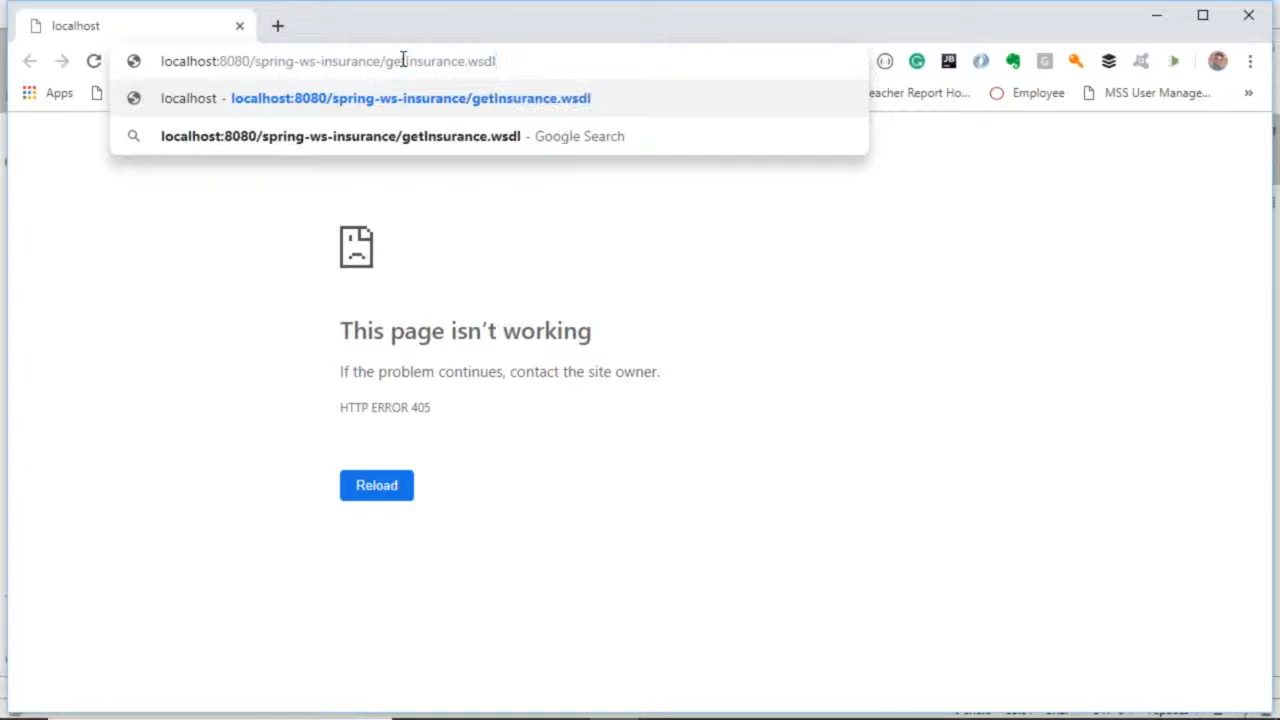 localhost
localhost:8080/spring-ws-insurance/getInsurance.wsdl
localhost - localhost:8080/spring-ws-insurance/getInsurance.wsdl
localhost:8080/spring-ws-insurance/getInsurance.wsdl - Google Search
Apps
eacher Report Ho...
Employee
MSS User Manage...
This page isn't working
If the problem continues, contact the site owner.
HTTP ERROR 405
Reload